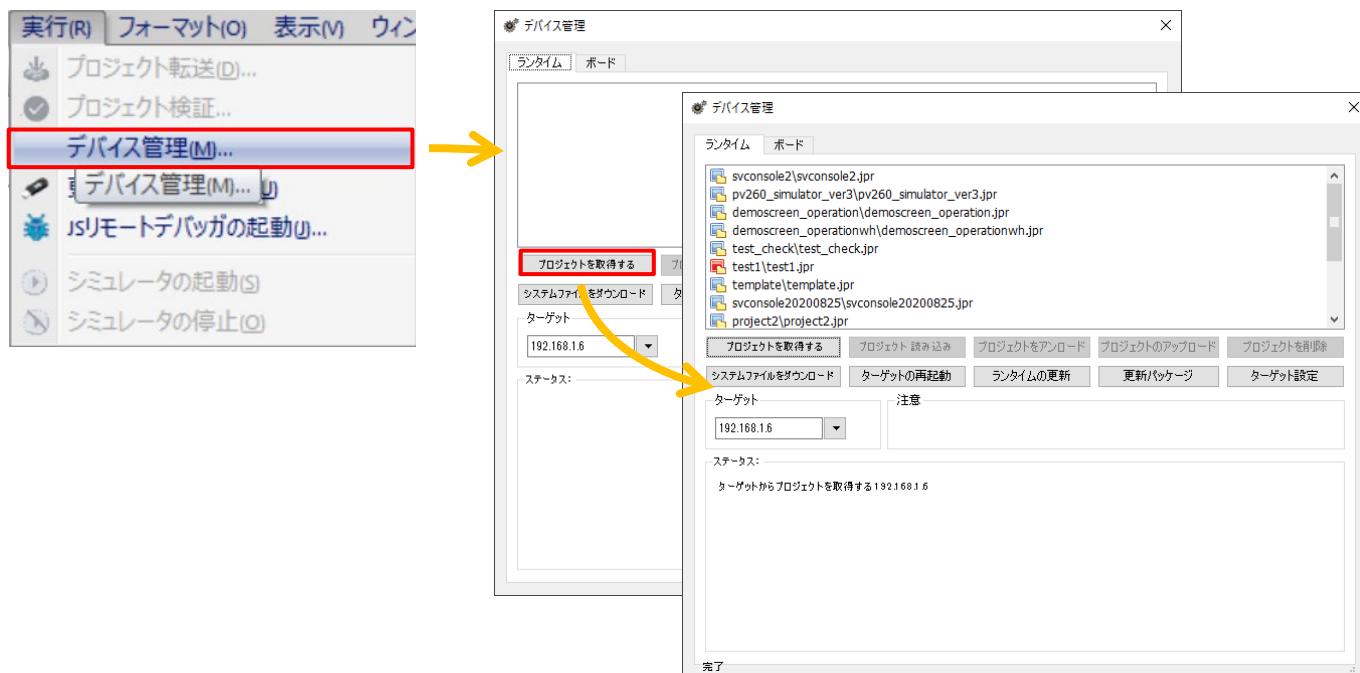 実行(R) フォーマット(O) 表示(V) ウィン
プロジェクト転送(D)...
プロジェクト検証...
デバイス管理(M)...
デバイス管理(M)...
JSリモートデバッガの起動(J)...
シミュレータの起動(S)
シミュレータの停止(O)
デバイス管理
ランタイム ボード
プロジェクトを取得する
システムファイルをダウンロード
ターゲット
192.168.1.6
ステータス:
デバイス管理
ランタイム ボード
svconsole2\svconsole2.jpr
pv260_simulator_ver3\pv260_simulator_ver3.jpr
demoscreen_operation\demoscreen_operation.jpr
demoscreen_operationwh\demoscreen_operationwh.jpr
test_check\test_check.jpr
test1\test1.jpr
template\template.jpr
svconsole20200825\svconsole20200825.jpr
project2\project2.jpr
プロジェクトを取得する プロジェクト 読み込み プロジェクトをアンロード プロジェクトのアップロード プロジェクトを削除
システムファイルをダウンロード ターゲットの再起動 ランタイムの更新 更新パッケージ ターゲット設定
ターゲット 注意
192.168.1.6
ステータス:
ターゲットからプロジェクトを取得する 192.168.1.6
完了